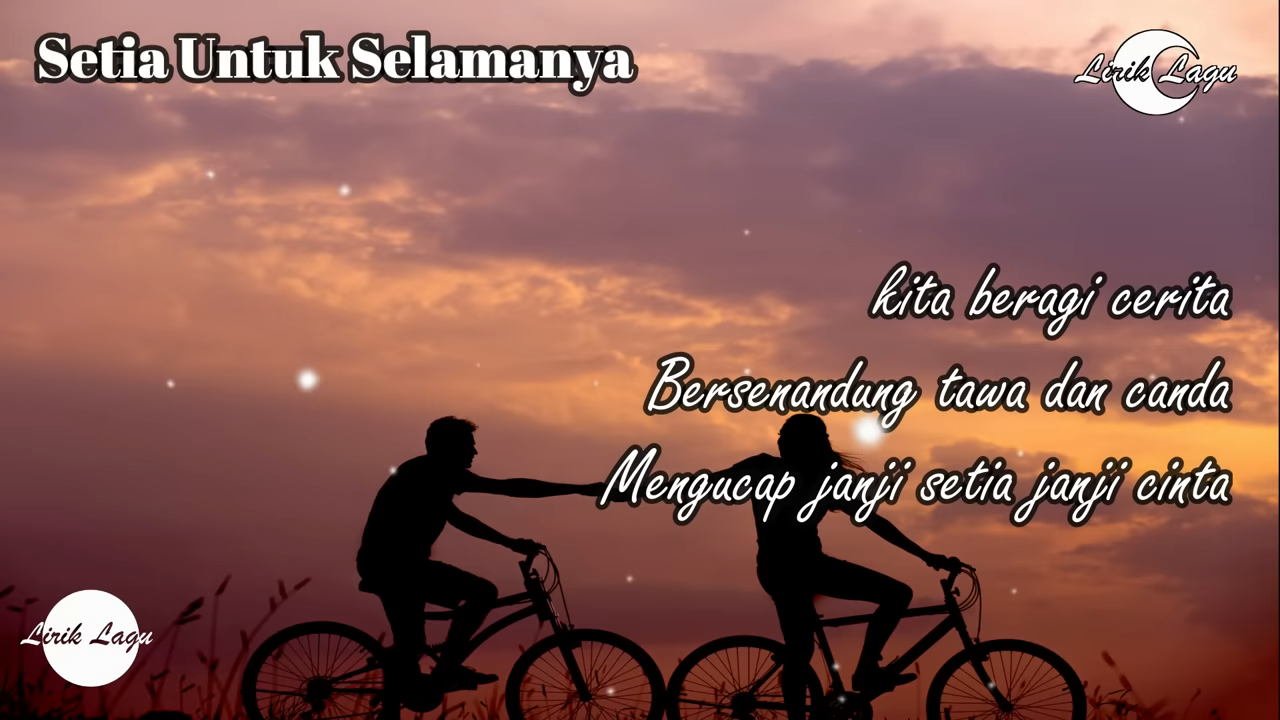 Setia Untuk Selamanya
Lirik Lagu
kita beragi cerita
Bersenandung tawa dan canda
Mengucap janji setia janji cinta
Lirik Lagu